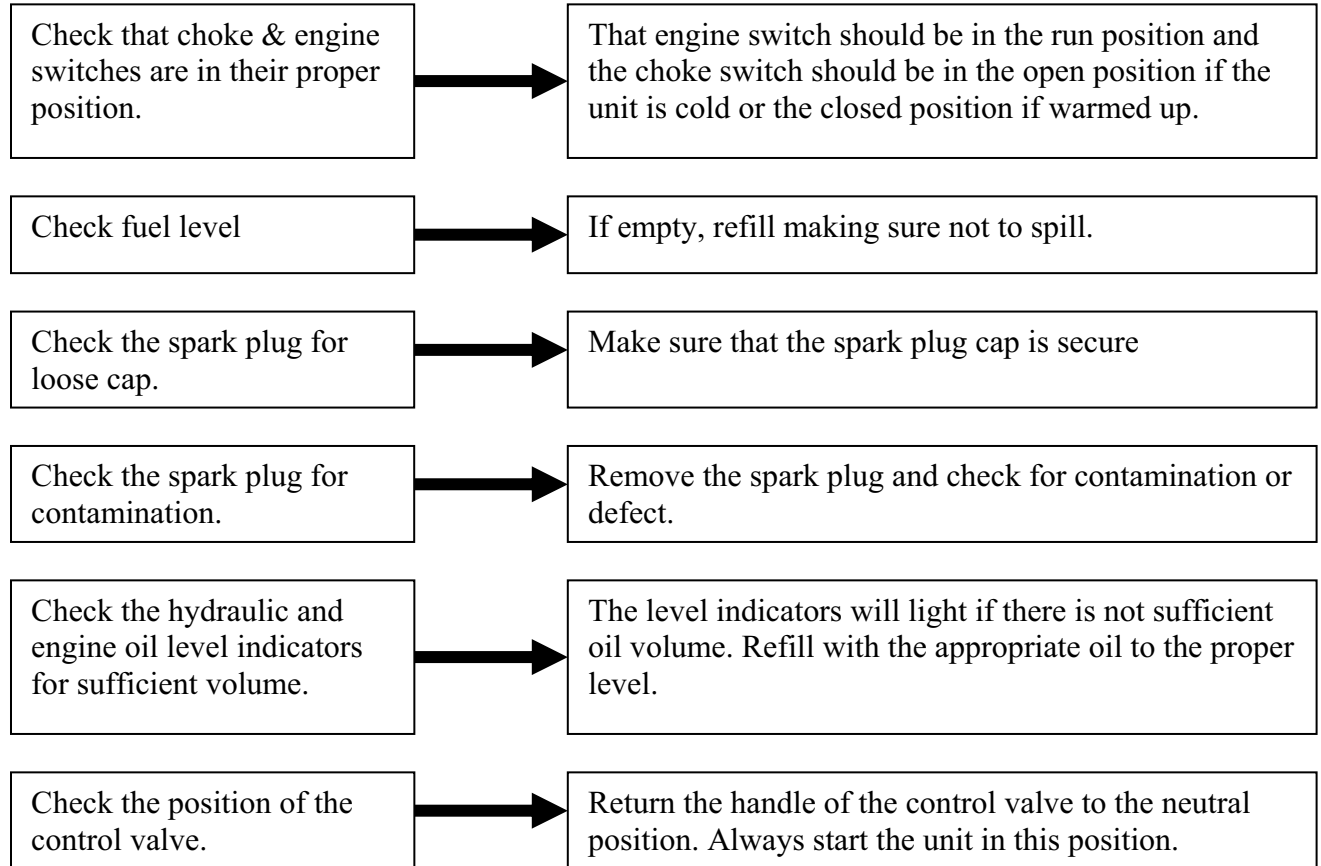 Check that choke & engine
switches are in their proper
position.
That engine switch should be in the run position and
the choke switch should be in the open position if the
unit is cold or the closed position if warmed up.
Check fuel level
If empty, refill making sure not to spill.
Check the spark plug for
loose cap.
Make sure that the spark plug cap is secure
Check the spark plug for
contamination.
Remove the spark plug and check for contamination or
defect.
Check the hydraulic and
engine oil level indicators
for sufficient volume.
The level indicators will light if there is not sufficient
oil volume. Refill with the appropriate oil to the proper
level.
Check the position of the
control valve.
Return the handle of the control valve to the neutral
position. Always start the unit in this position.